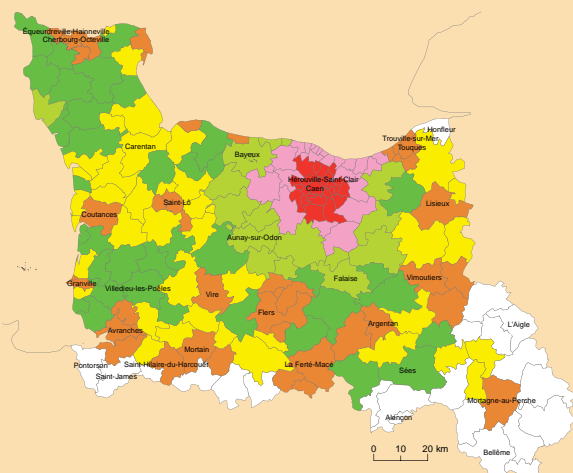 Équeurdreville-Hainneville
Cherbourg-Octeville
Honfleur
Trouville-sur-Mer
Touques
Carentan
Bayeux
Hérouville-Saint-Clair
Caen
Saint-Lô
Lisieux
Coutances
Aunay-sur-Odon
Falaise
Vimoutiers
Granville
Villedieu-les-Poêles
Vire
Flers
Argentan
L'Aigle
Avranches
Mortain
Pontorson
Saint-Hilaire-du-Harcouët
La Ferté-Macé
Sées
Saint-James
Mortagne-au-Perche
Alençon
0 10 20 km
Bellême